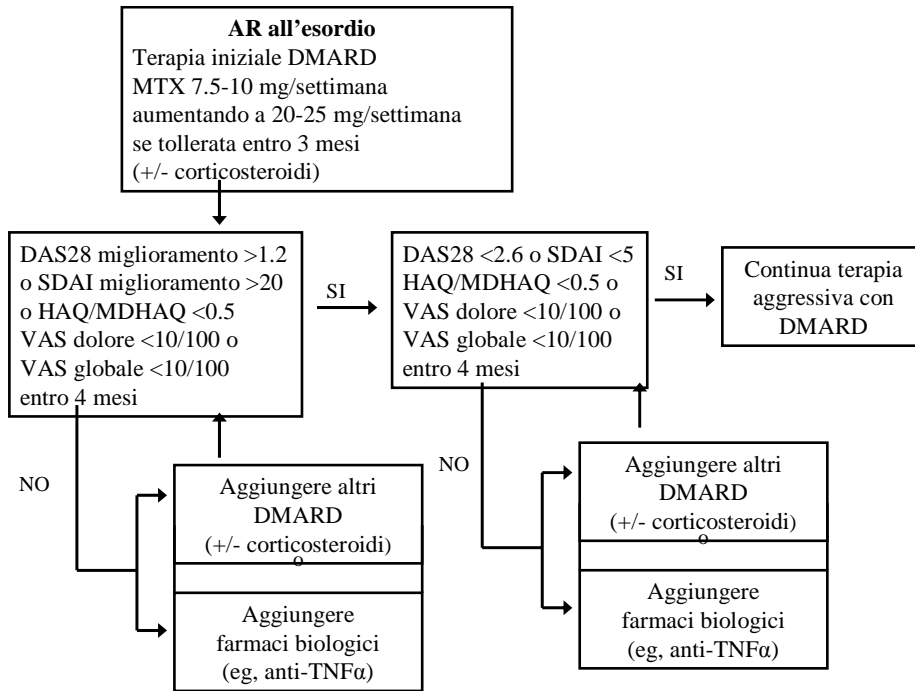 AR all'esordio
Terapia iniziale DMARD
MTX 7.5-10 mg/settimana
aumentando a 20-25 mg/settimana
se tollerata entro 3 mesi
(+/- corticosteroidi)
DAS28 miglioramento >1.2
o SDAI miglioramento >20
o HAQ/MDHAQ <0.5
VAS dolore <10/100 o
VAS globale <10/100
entro 4 mesi
SI
DAS28 <2.6 o SDAI <5
HAQ/MDHAQ <0.5 o
VAS dolore <10/100 o
VAS globale <10/100
entro 4 mesi
SI
Continua terapia
aggressiva con
DMARD
NO
Aggiungere altri
DMARD
(+/- corticosteroidi)
o
Aggiungere
farmaci biologici
(eg, anti-TNFα)
NO
Aggiungere altri
DMARD
(+/- corticosteroidi)
o
Aggiungere
farmaci biologici
(eg, anti-TNFα)